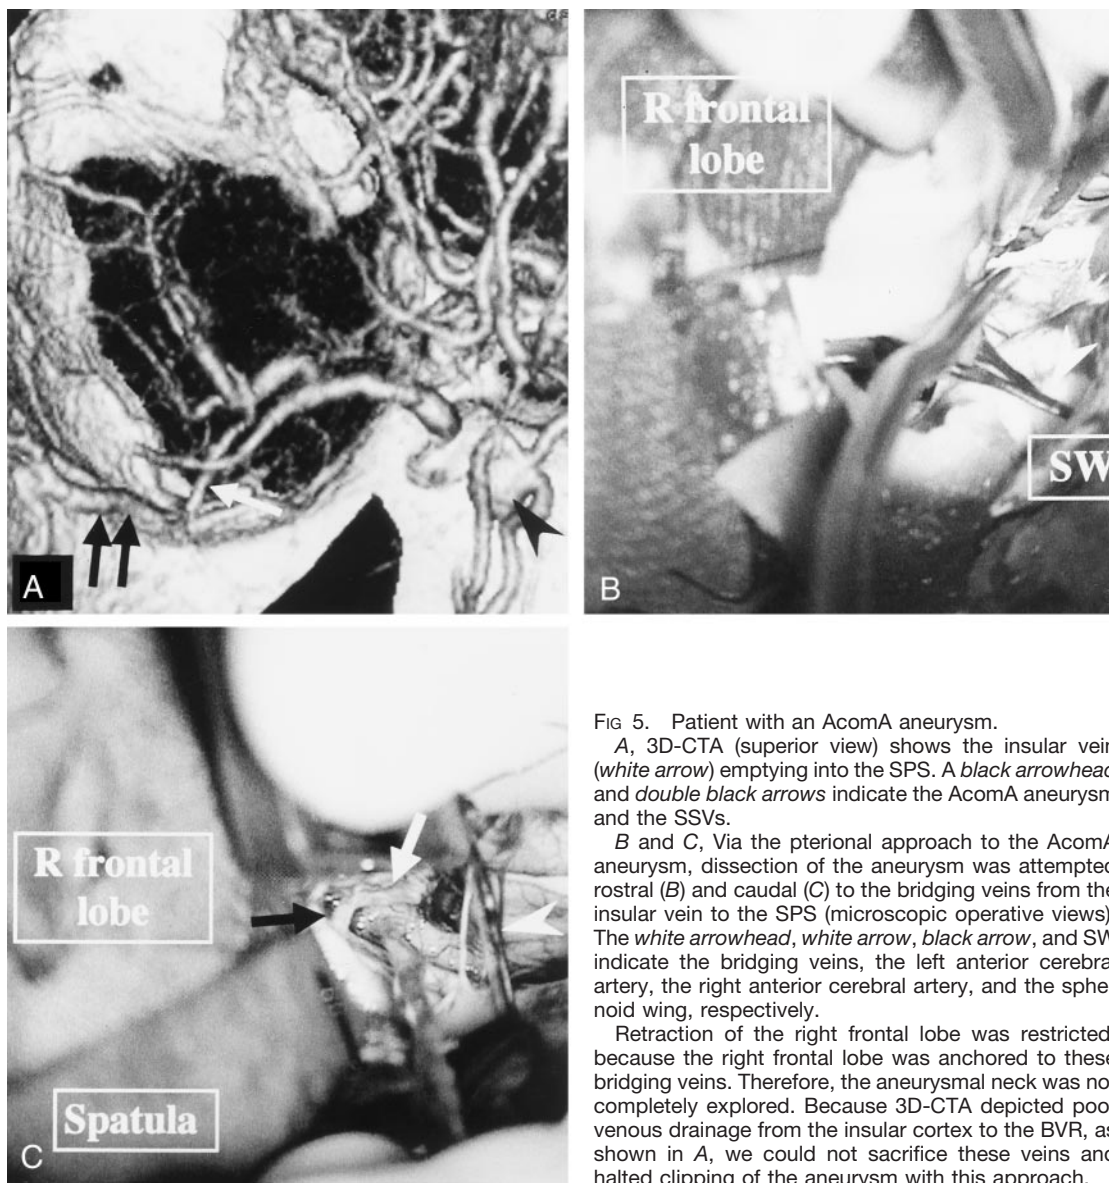 R frontal
lobe
SW
A
B
R frontal
lobe
Spatula
C
FIG 5. Patient with an AcomA aneurysm.
A, 3D-CTA (superior view) shows the insular vein
(white arrow) emptying into the SPS. A black arrowhead
and double black arrows indicate the AcomA aneurysm
and the SSVs.
B and C, Via the pterional approach to the AcomA
aneurysm, dissection of the aneurysm was attempted
rostral (B) and caudal (C) to the bridging veins from the
insular vein to the SPS (microscopic operative views)
The white arrowhead, white arrow, black arrow, and SW
indicate the bridging veins, the left anterior cerebra
artery, the right anterior cerebral artery, and the sphe
noid wing, respectively.
Retraction of the right frontal lobe was restricted
because the right frontal lobe was anchored to these
bridging veins. Therefore, the aneurysmal neck was no
completely explored. Because 3D-CTA depicted poo
venous drainage from the insular cortex to the BVR, as
shown in A, we could not sacrifice these veins and
halted clipping of the aneurysm with this approach.